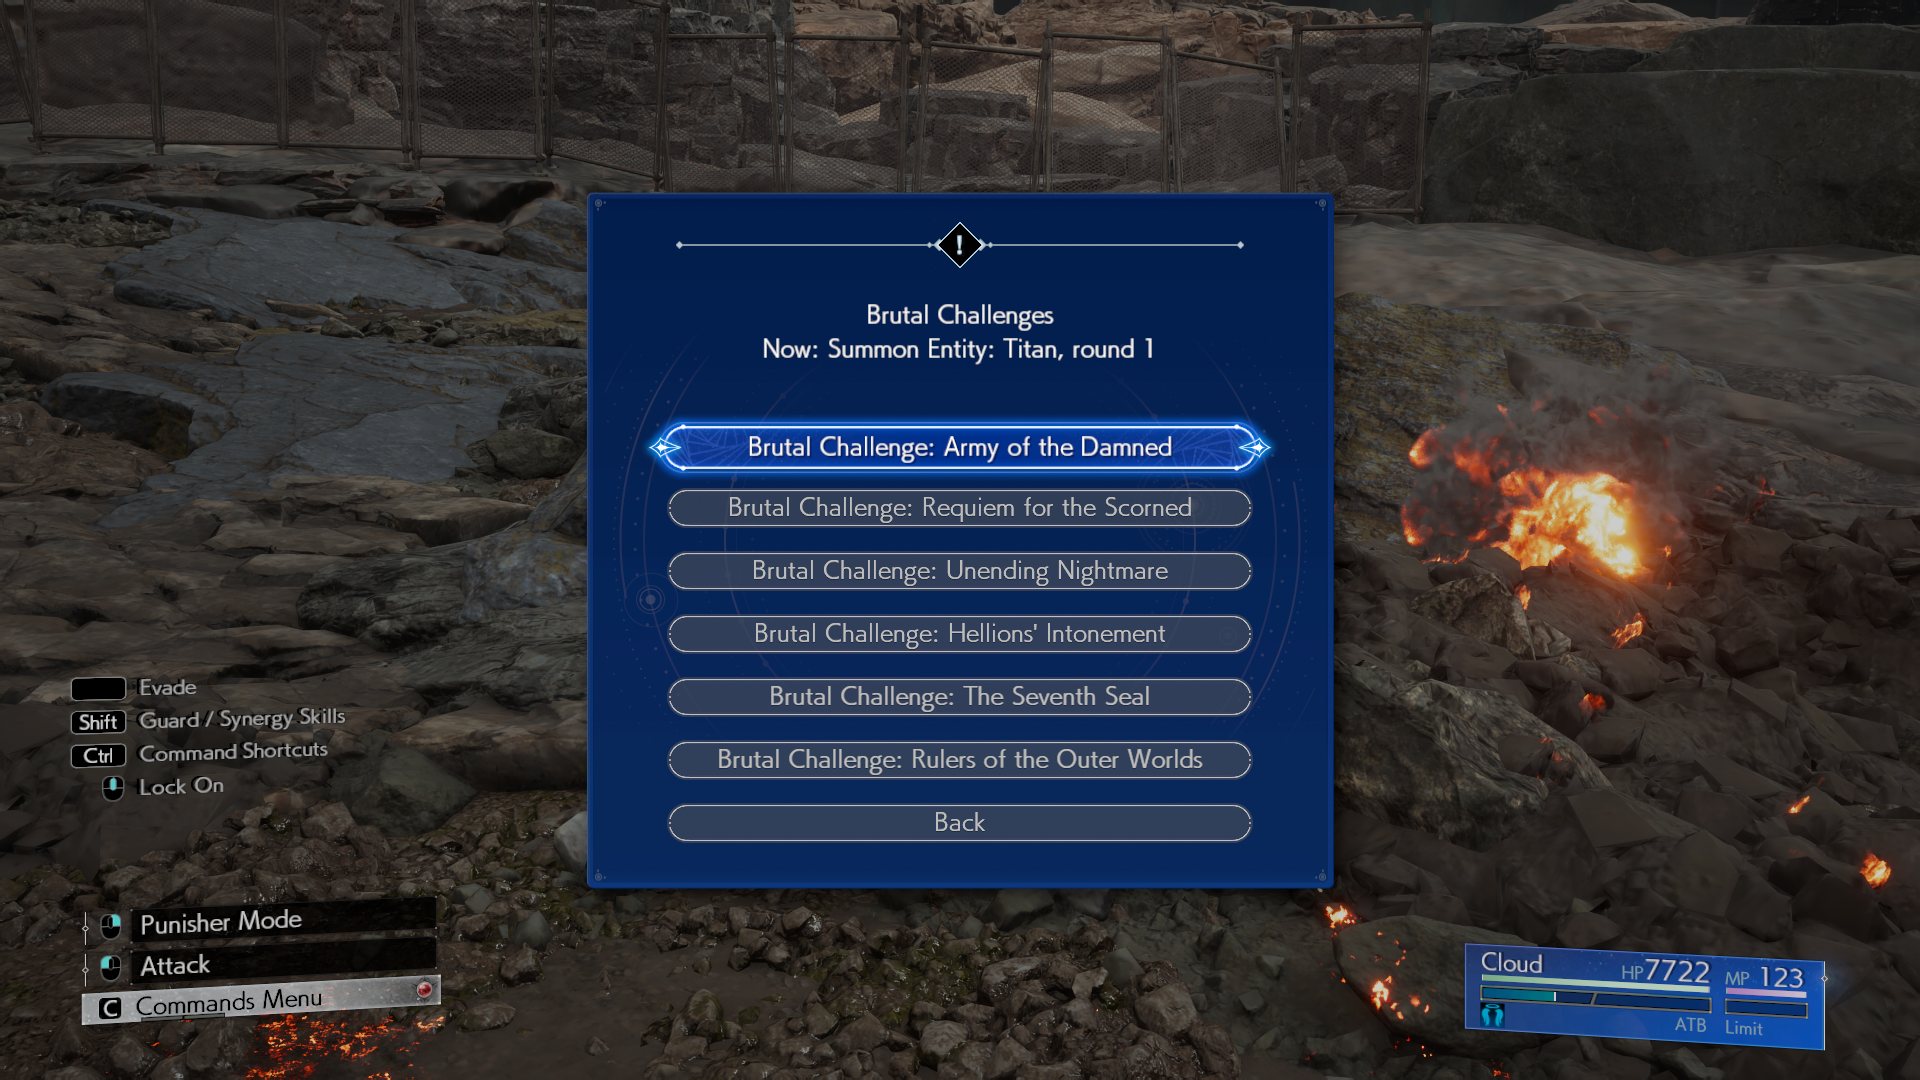 !
Brutal Challenges
Now: Summon Entity: Titan, round 1
Brutal Challenge: Army of the Damned
Brutal Challenge: Requiem for the Scorned
Brutal Challenge: Unending Nightmare
Brutal Challenge: Hellions' Intonement
Brutal Challenge: The Seventh Seal
Brutal Challenge: Rulers of the Outer Worlds
Back
Evade
Shift Guard / Synergy Skills
Ctrl Command Shortcuts
Lock On
Punisher Mode
Attack
C Commands Menu
Cloud HP 7722 MP 123
ATB Limit